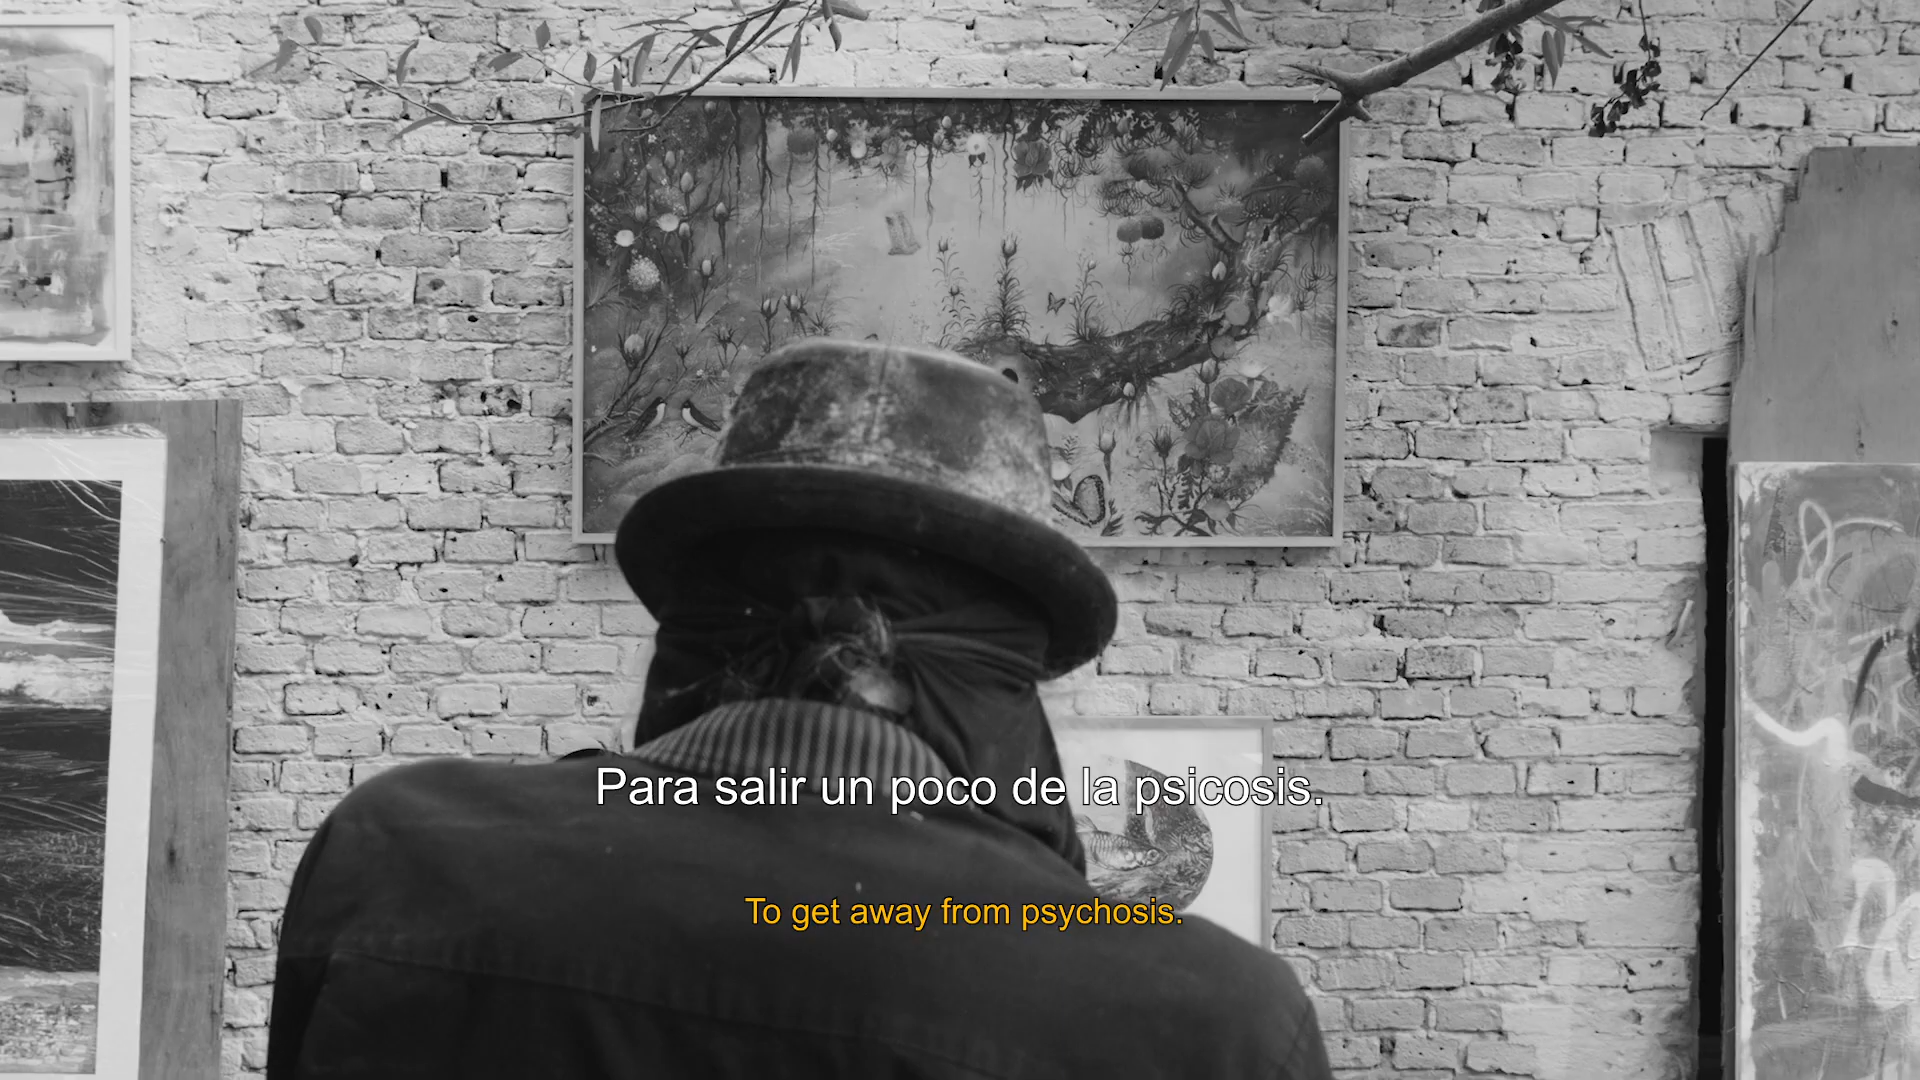 Para salir un poco de la psicosis.
To get away from psychosis.